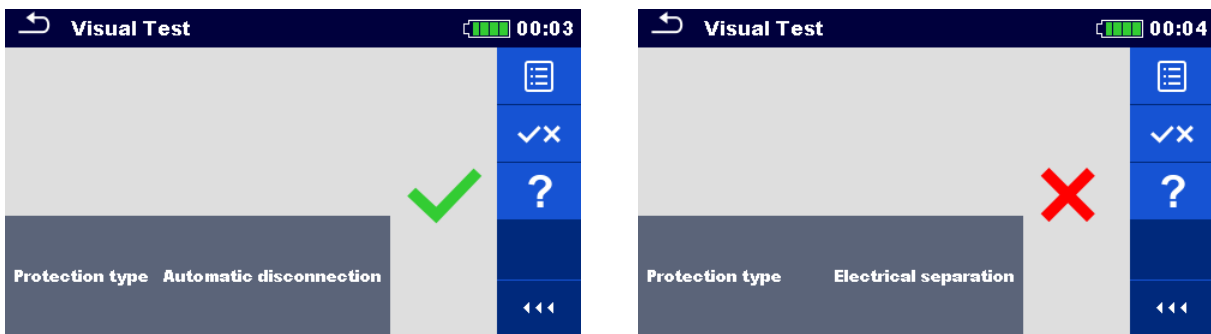 Visual Test 00:03
?
Protection type Automatic disconnection
Visual Test 00:04
?
Protection type Electrical separation